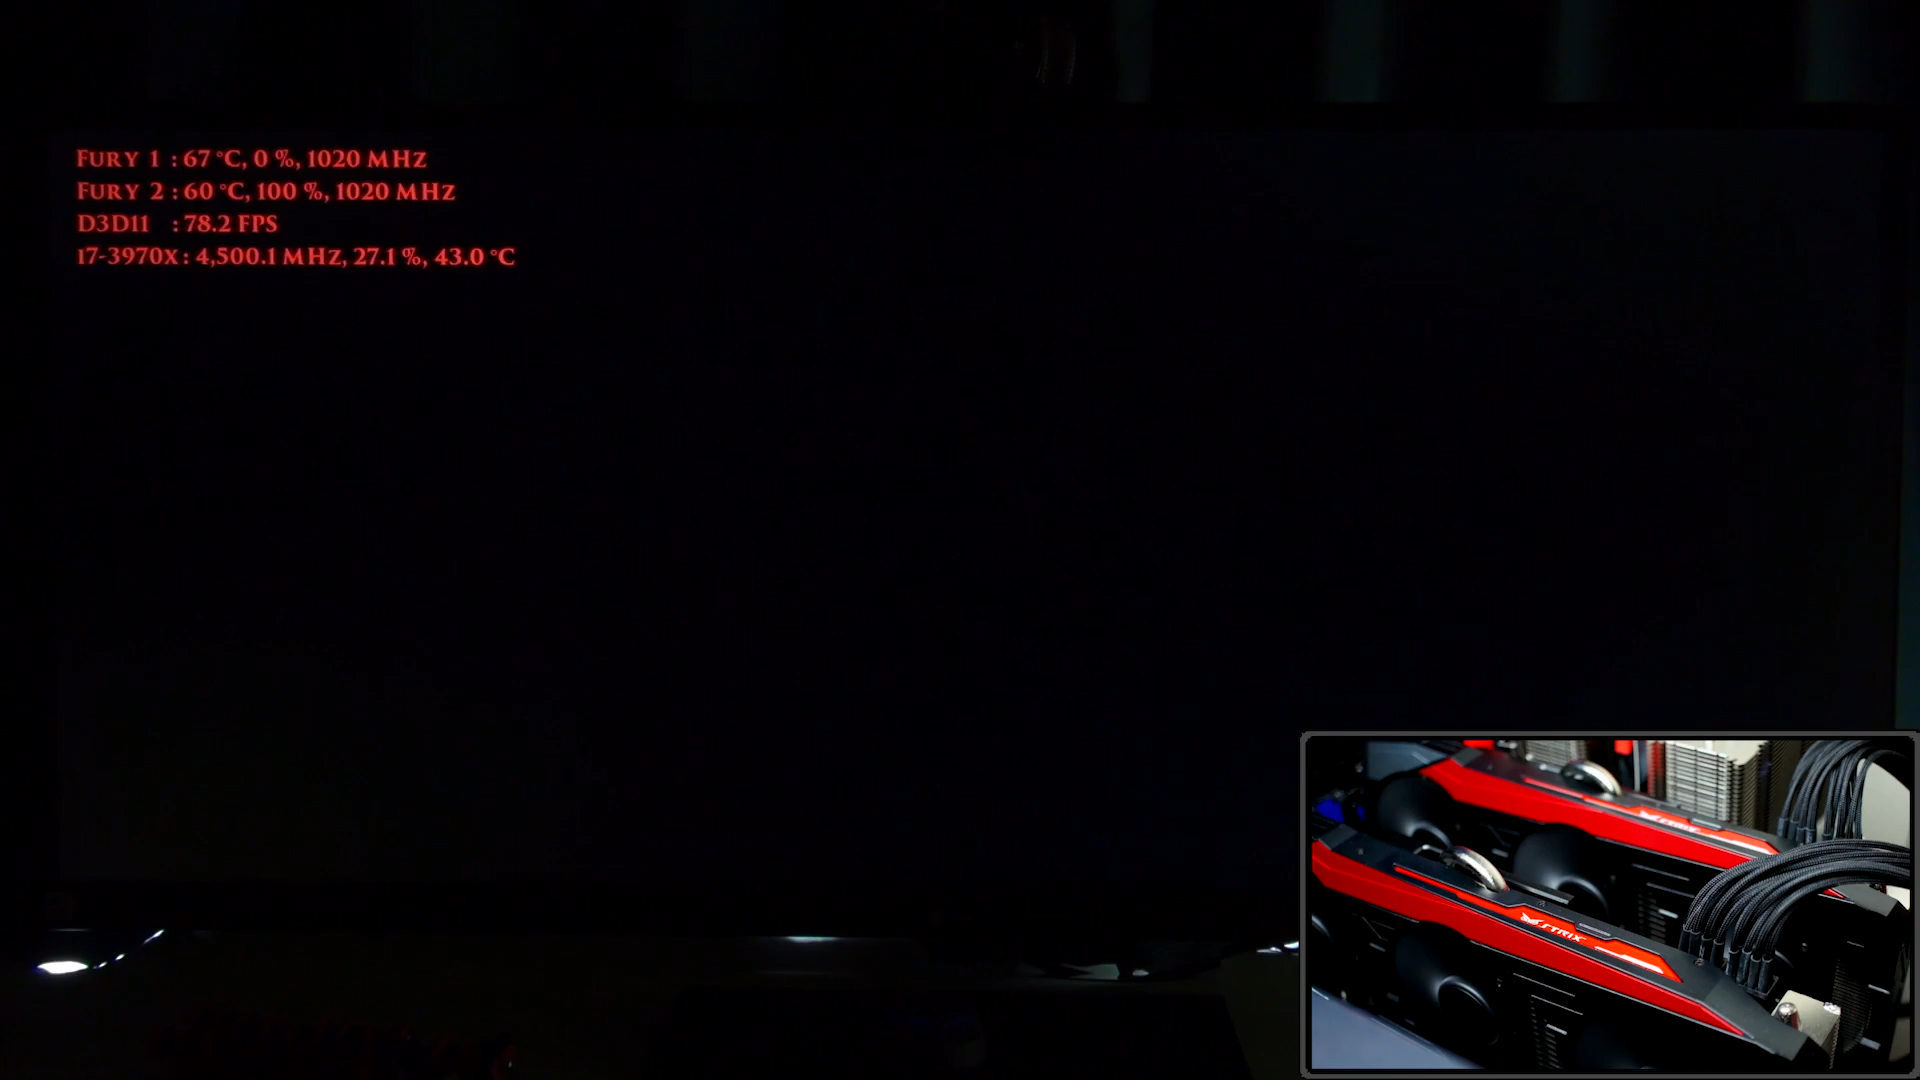 Fury 1 : 67 °C, 0 %, 1020 MHz
Fury 2 : 60 °C, 100 %, 1020 MHz
D3D11 : 78.2 FPS
i7-3970X : 4,500.1 MHz, 27.1 %, 43.0 °C
STRIX
STRIX